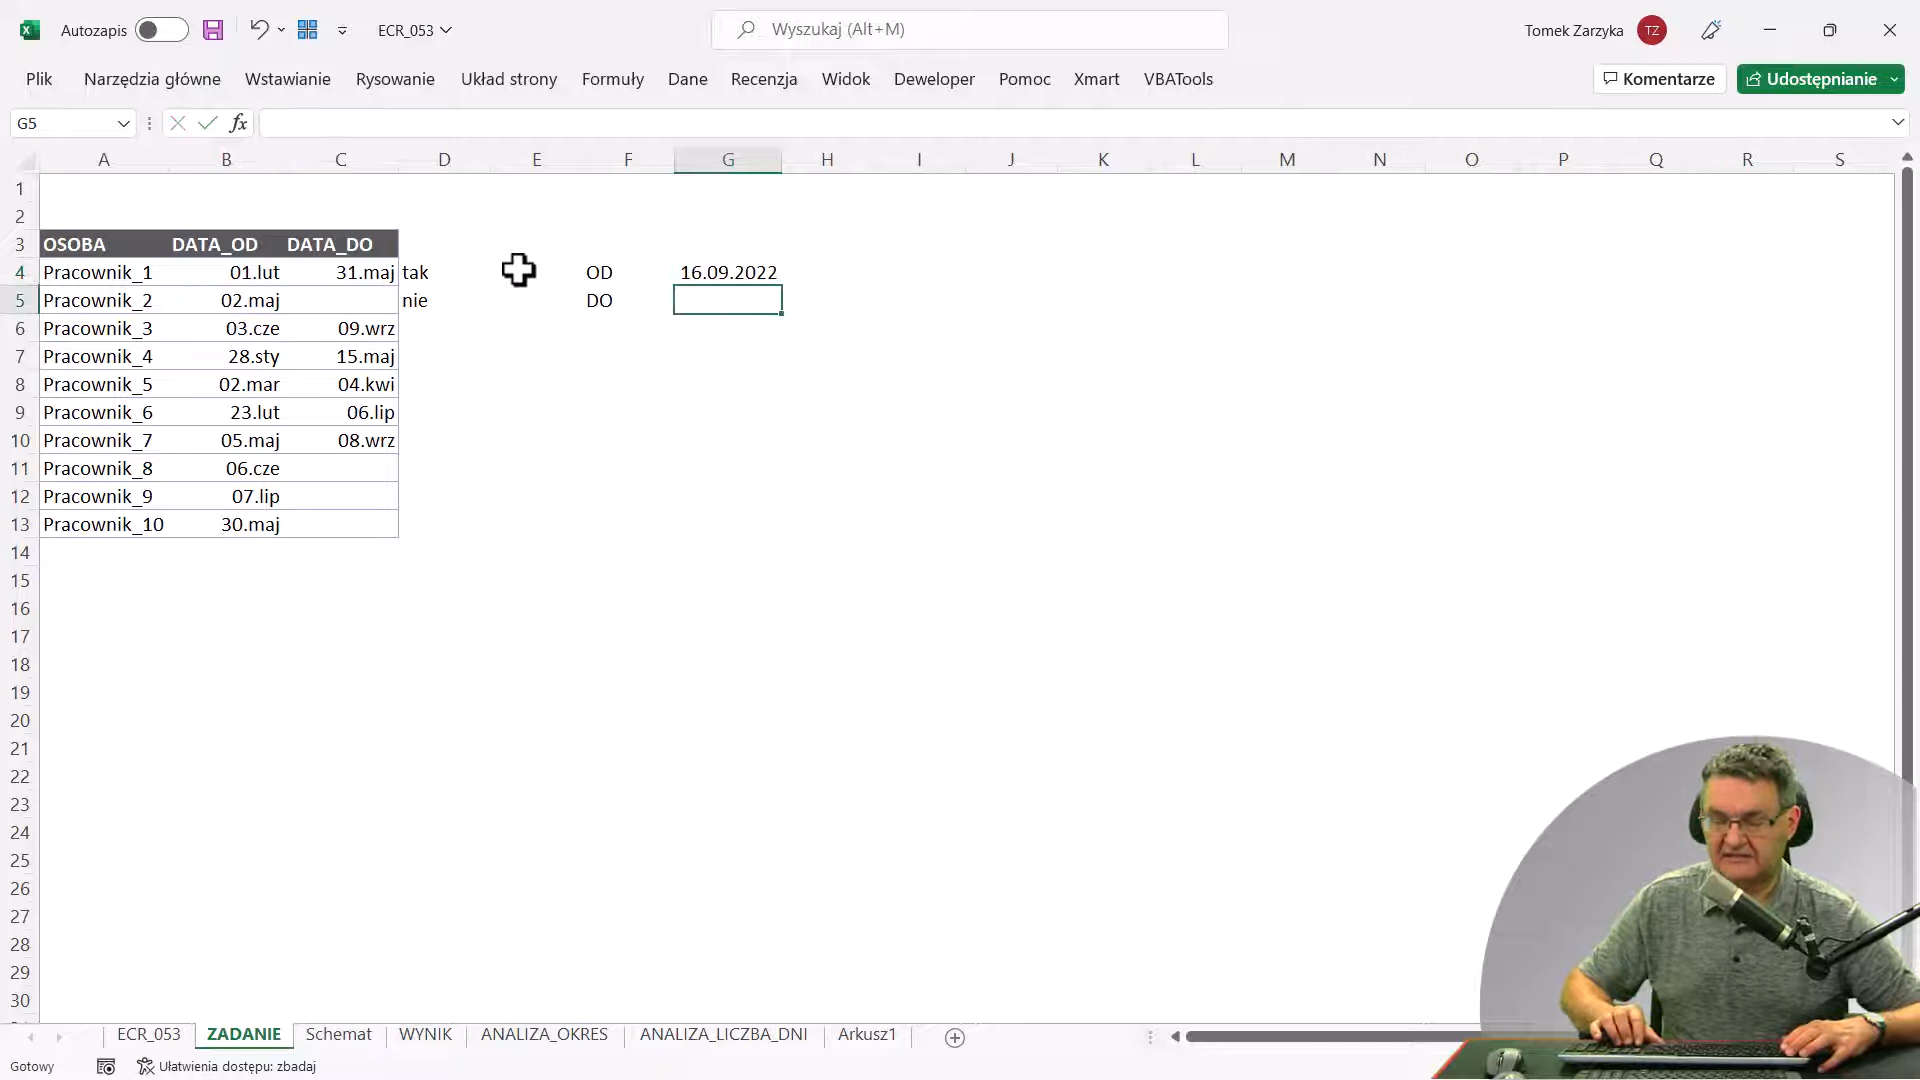 Autozapis
ECR_053
Wyszukaj (Alt+M)
Tomek Zarzyka
TZ
Plik Narzędzia główne Wstawianie Rysowanie Układ strony Formuły Dane Recenzja Widok Deweloper Pomoc Xmart VBATools
Komentarze
Udostępnianie
G5
fx
A B C D E F G H I J K L M N O P Q R S
1
2
3 OSOBA DATA_OD DATA_DO
4 Pracownik_1 01.lut 31.maj tak OD 16.09.2022
5 Pracownik_2 02.maj nie DO
6 Pracownik_3 03.cze 09.wrz
7 Pracownik_4 28.sty 15.maj
8 Pracownik_5 02.mar 04.kwi
9 Pracownik_6 23.lut 06.lip
10 Pracownik_7 05.maj 08.wrz
11 Pracownik_8 06.cze
12 Pracownik_9 07.lip
13 Pracownik_10 30.maj
14
15
16
17
18
19
20
21
22
23
24
25
26
27
28
29
30
ECR_053 ZADANIE Schemat WYNIK ANALIZA_OKRES ANALIZA_LICZBA_DNI Arkusz1
Gotowy
Ułatwienia dostępu: zbadaj